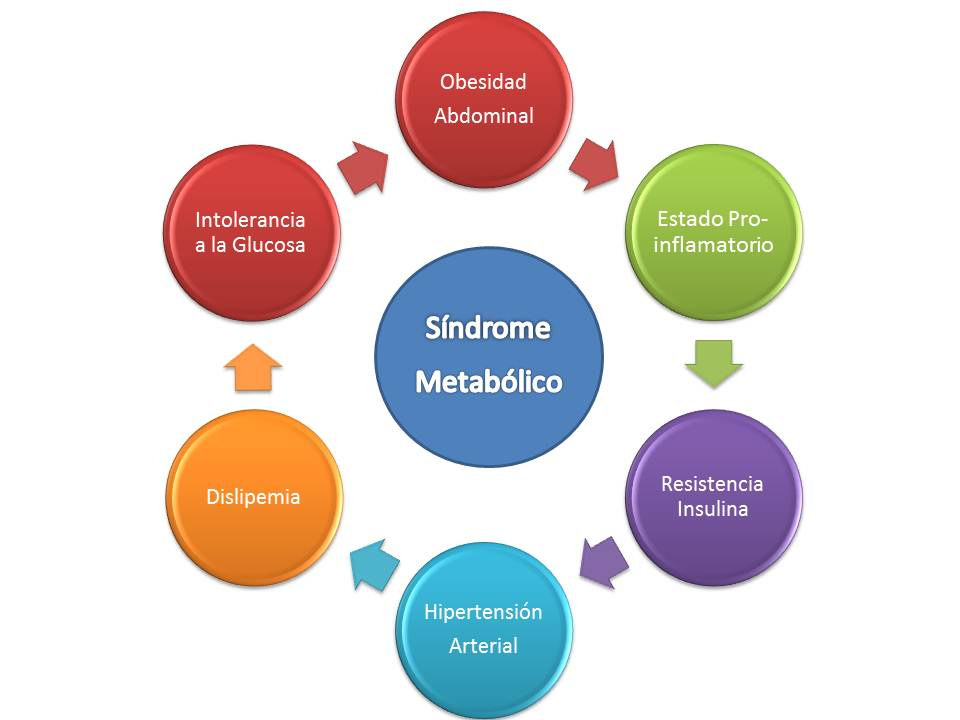 Obesidad
Abdominal
Estado Pro-
inflamatorio
Resistencia
Insulina
Hipertensión
Arterial
Dislipemia
Intolerancia
a la Glucosa
Síndrome
Metabólico